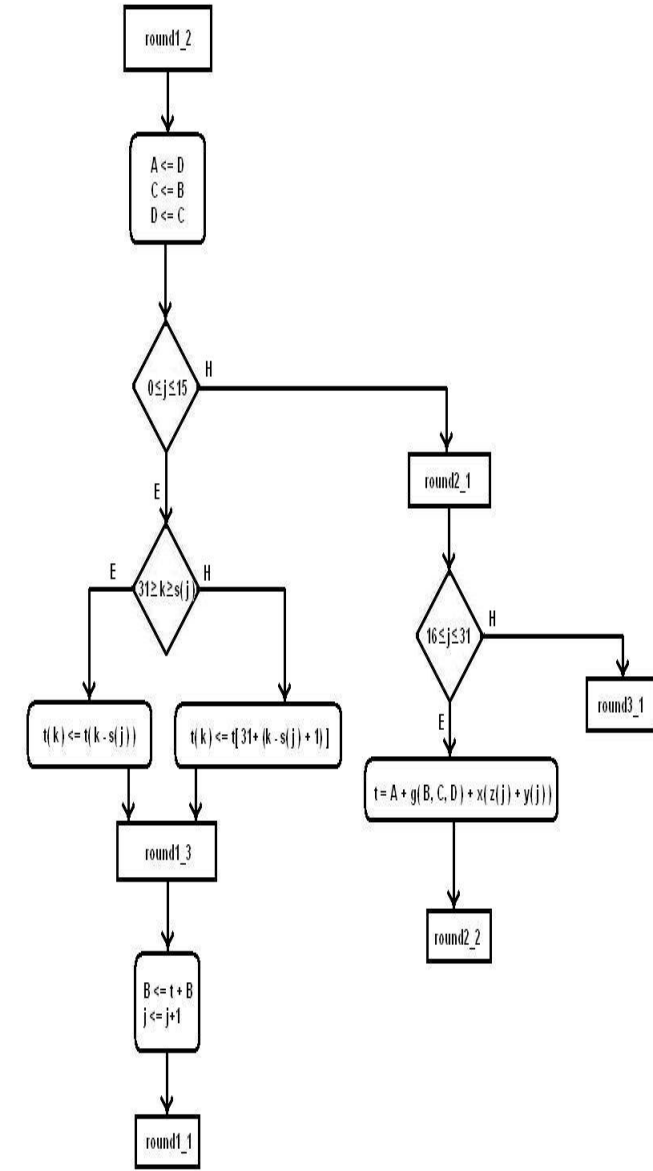 round1_2
A <= D
C <= B
D <= C
0≤j≤15
H
E
31≥k≥s(j)
E
H
t(k) <= t(k - s(j))
t(k) <= t[31+ (k - s(j) + 1)]
round1_3
B <= t + B
j <= j+1
round1_1
round2_1
16≤j≤31
H
round3_1
E
t = A + g(B, C, D) + x(z(j) + y(j))
round2_2